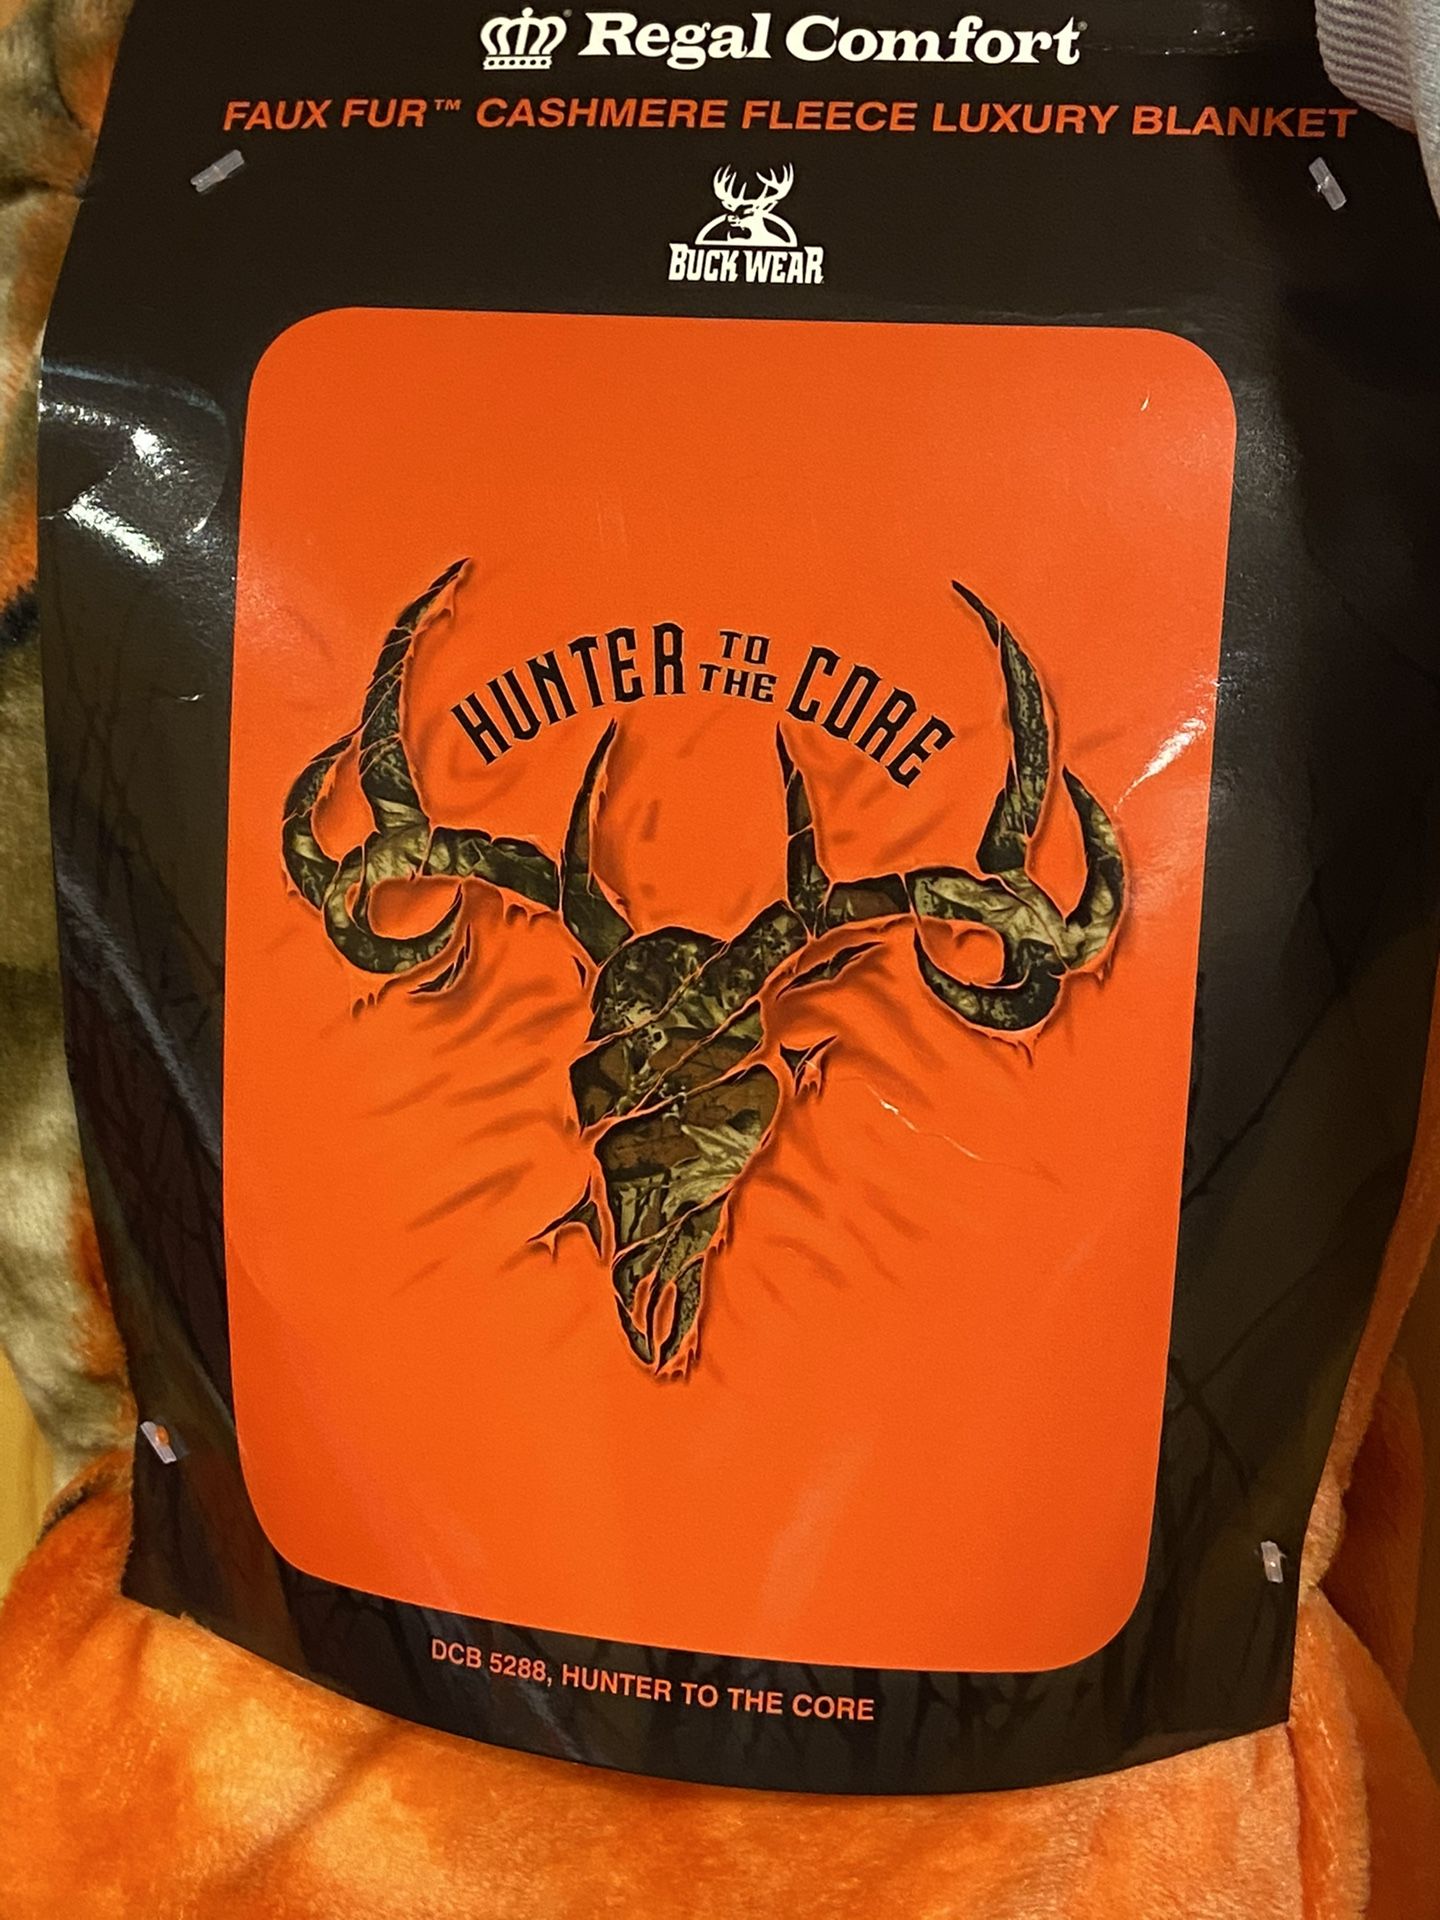 Regal Comfort®
FAUX FUR™ CASHMERE FLEECE LUXURY BLANKET
BUCK WEAR
HUNTER TO THE CORE
DCB 5288, HUNTER TO THE CORE